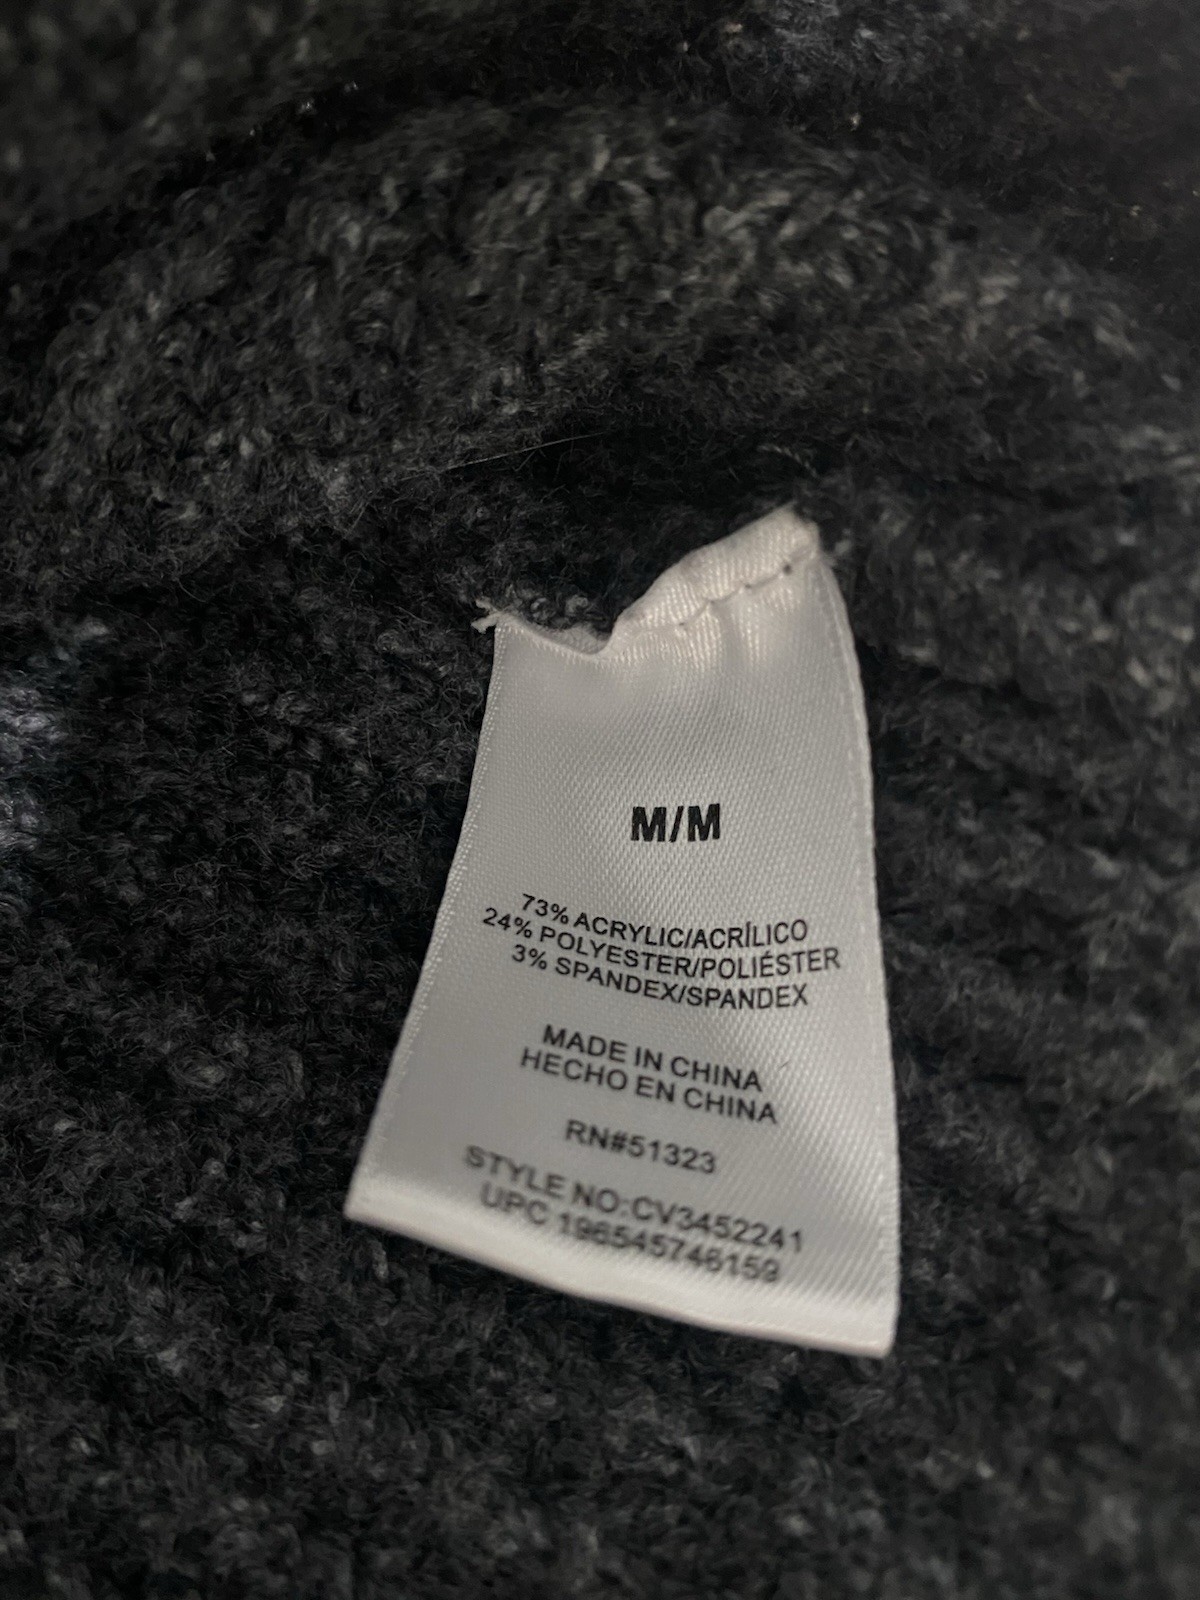 M/M
73% ACRYLIC/ACRÍLICO
24% POLYESTER/POLIÉSTER
3% SPANDEX/SPANDEX
MADE IN CHINA
HECHO EN CHINA
RN#51323
STYLE NO:CV3452241
UPC 196545746159